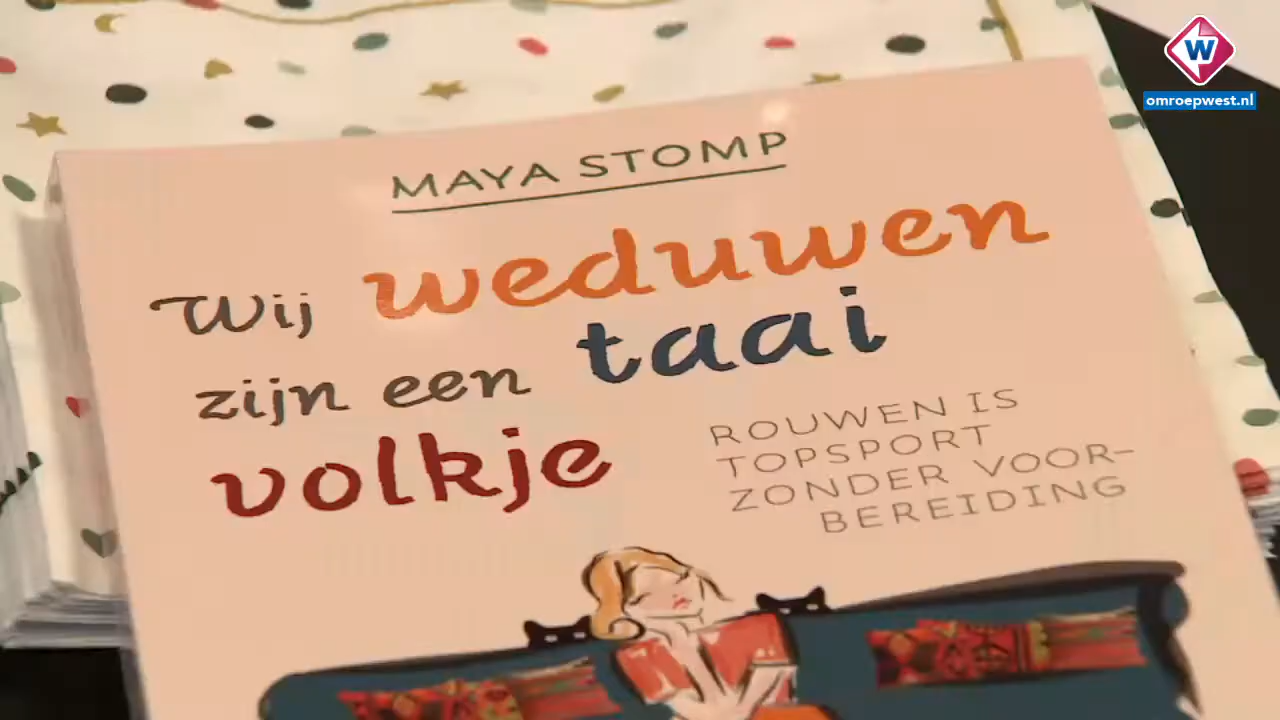 W
omroepwest.nl
MAYA STOMP
Wij weduwen
zijn een taai
volkje
ROUWEN IS
TOPSPORT
ZONDER VOOR-
BEREIDING